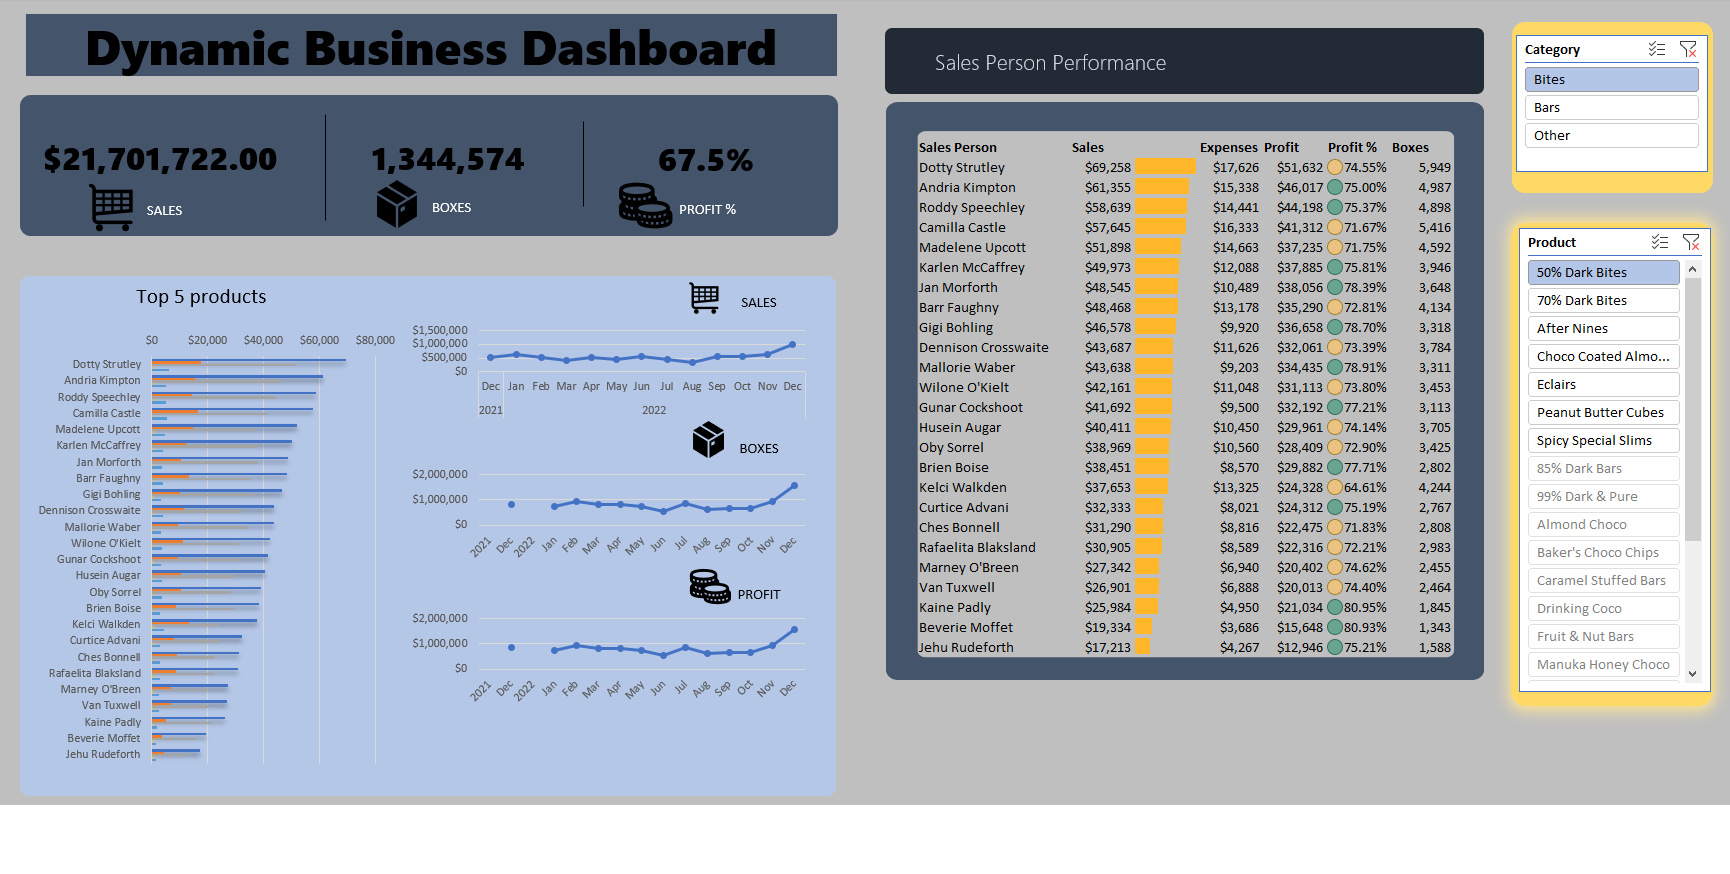 Dynamic Business Dashboard
$21,701,722.00
SALES
1,344,574
BOXES
67.5%
PROFIT %
Top 5 products
$0 $20,000 $40,000 $60,000 $80,000
Dotty Strutley
Andria Kimpton
Roddy Speechley
Camilla Castle
Madelene Upcott
Karlen McCaffrey
Jan Morforth
Barr Faughny
Gigi Bohling
Dennison Crosswaite
Mallorie Waber
Wilone O'Kielt
Gunar Cockshoot
Husein Augar
Oby Sorrel
Brien Boise
Kelci Walkden
Curtice Advani
Ches Bonnell
Rafaelita Blaksland
Marney O'Breen
Van Tuxwell
Kaine Padly
Beverie Moffet
Jehu Rudeforth
SALES
$1,500,000
$1,000,000
$500,000
$0
Dec Jan Feb Mar Apr May Jun Jul Aug Sep Oct Nov Dec
2021 2022
BOXES
$2,000,000
$1,000,000
$0
2021 Dec 2022 Jan Feb Mar Apr May Jun Jul Aug Sep Oct Nov Dec
PROFIT
$2,000,000
$1,000,000
$0
2021 Dec 2022 Jan Feb Mar Apr May Jun Jul Aug Sep Oct Nov Dec
Sales Person Performance
Sales Person Sales Expenses Profit Profit % Boxes
Dotty Strutley $69,258 $17,626 $51,632 74.55% 5,949
Andria Kimpton $61,355 $15,338 $46,017 75.00% 4,987
Roddy Speechley $58,639 $14,441 $44,198 75.37% 4,898
Camilla Castle $57,645 $16,333 $41,312 71.67% 5,416
Madelene Upcott $51,898 $14,663 $37,235 71.75% 4,592
Karlen McCaffrey $49,973 $12,088 $37,885 75.81% 3,946
Jan Morforth $48,545 $10,489 $38,056 78.39% 3,648
Barr Faughny $48,468 $13,178 $35,290 72.81% 4,134
Gigi Bohling $46,578 $9,920 $36,658 78.70% 3,318
Dennison Crosswaite $43,687 $11,626 $32,061 73.39% 3,784
Mallorie Waber $43,638 $9,203 $34,435 78.91% 3,311
Wilone O'Kielt $42,161 $11,048 $31,113 73.80% 3,453
Gunar Cockshoot $41,692 $9,500 $32,192 77.21% 3,113
Husein Augar $40,411 $10,450 $29,961 74.14% 3,705
Oby Sorrel $38,969 $10,560 $28,409 72.90% 3,425
Brien Boise $38,451 $8,570 $29,882 77.71% 2,802
Kelci Walkden $37,653 $13,325 $24,328 64.61% 4,244
Curtice Advani $32,333 $8,021 $24,312 75.19% 2,767
Ches Bonnell $31,290 $8,816 $22,475 71.83% 2,808
Rafaelita Blaksland $30,905 $8,589 $22,316 72.21% 2,983
Marney O'Breen $27,342 $6,940 $20,402 74.62% 2,455
Van Tuxwell $26,901 $6,888 $20,013 74.40% 2,464
Kaine Padly $25,984 $4,950 $21,034 80.95% 1,845
Beverie Moffet $19,334 $3,686 $15,648 80.93% 1,343
Jehu Rudeforth $17,213 $4,267 $12,946 75.21% 1,588
Category
Bites
Bars
Other
Product
50% Dark Bites
70% Dark Bites
After Nines
Choco Coated Almo...
Eclairs
Peanut Butter Cubes
Spicy Special Slims
85% Dark Bars
99% Dark & Pure
Almond Choco
Baker's Choco Chips
Caramel Stuffed Bars
Drinking Coco
Fruit & Nut Bars
Manuka Honey Choco